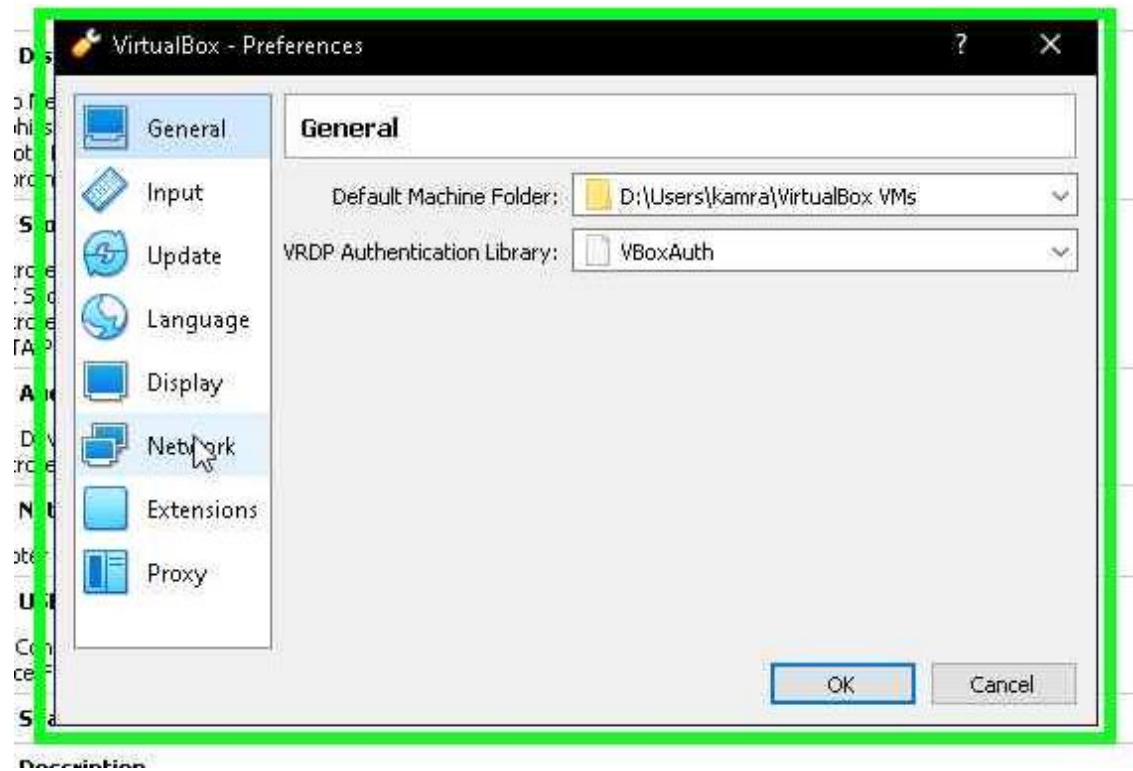 VirtualBox - Preferences
General
Input
Update
Language
Display
Network
Extensions
Proxy
General
Default Machine Folder: D:\Users\kamra\VirtualBox VMs
VRDP Authentication Library: VBoxAuth
OK
Cancel
Description